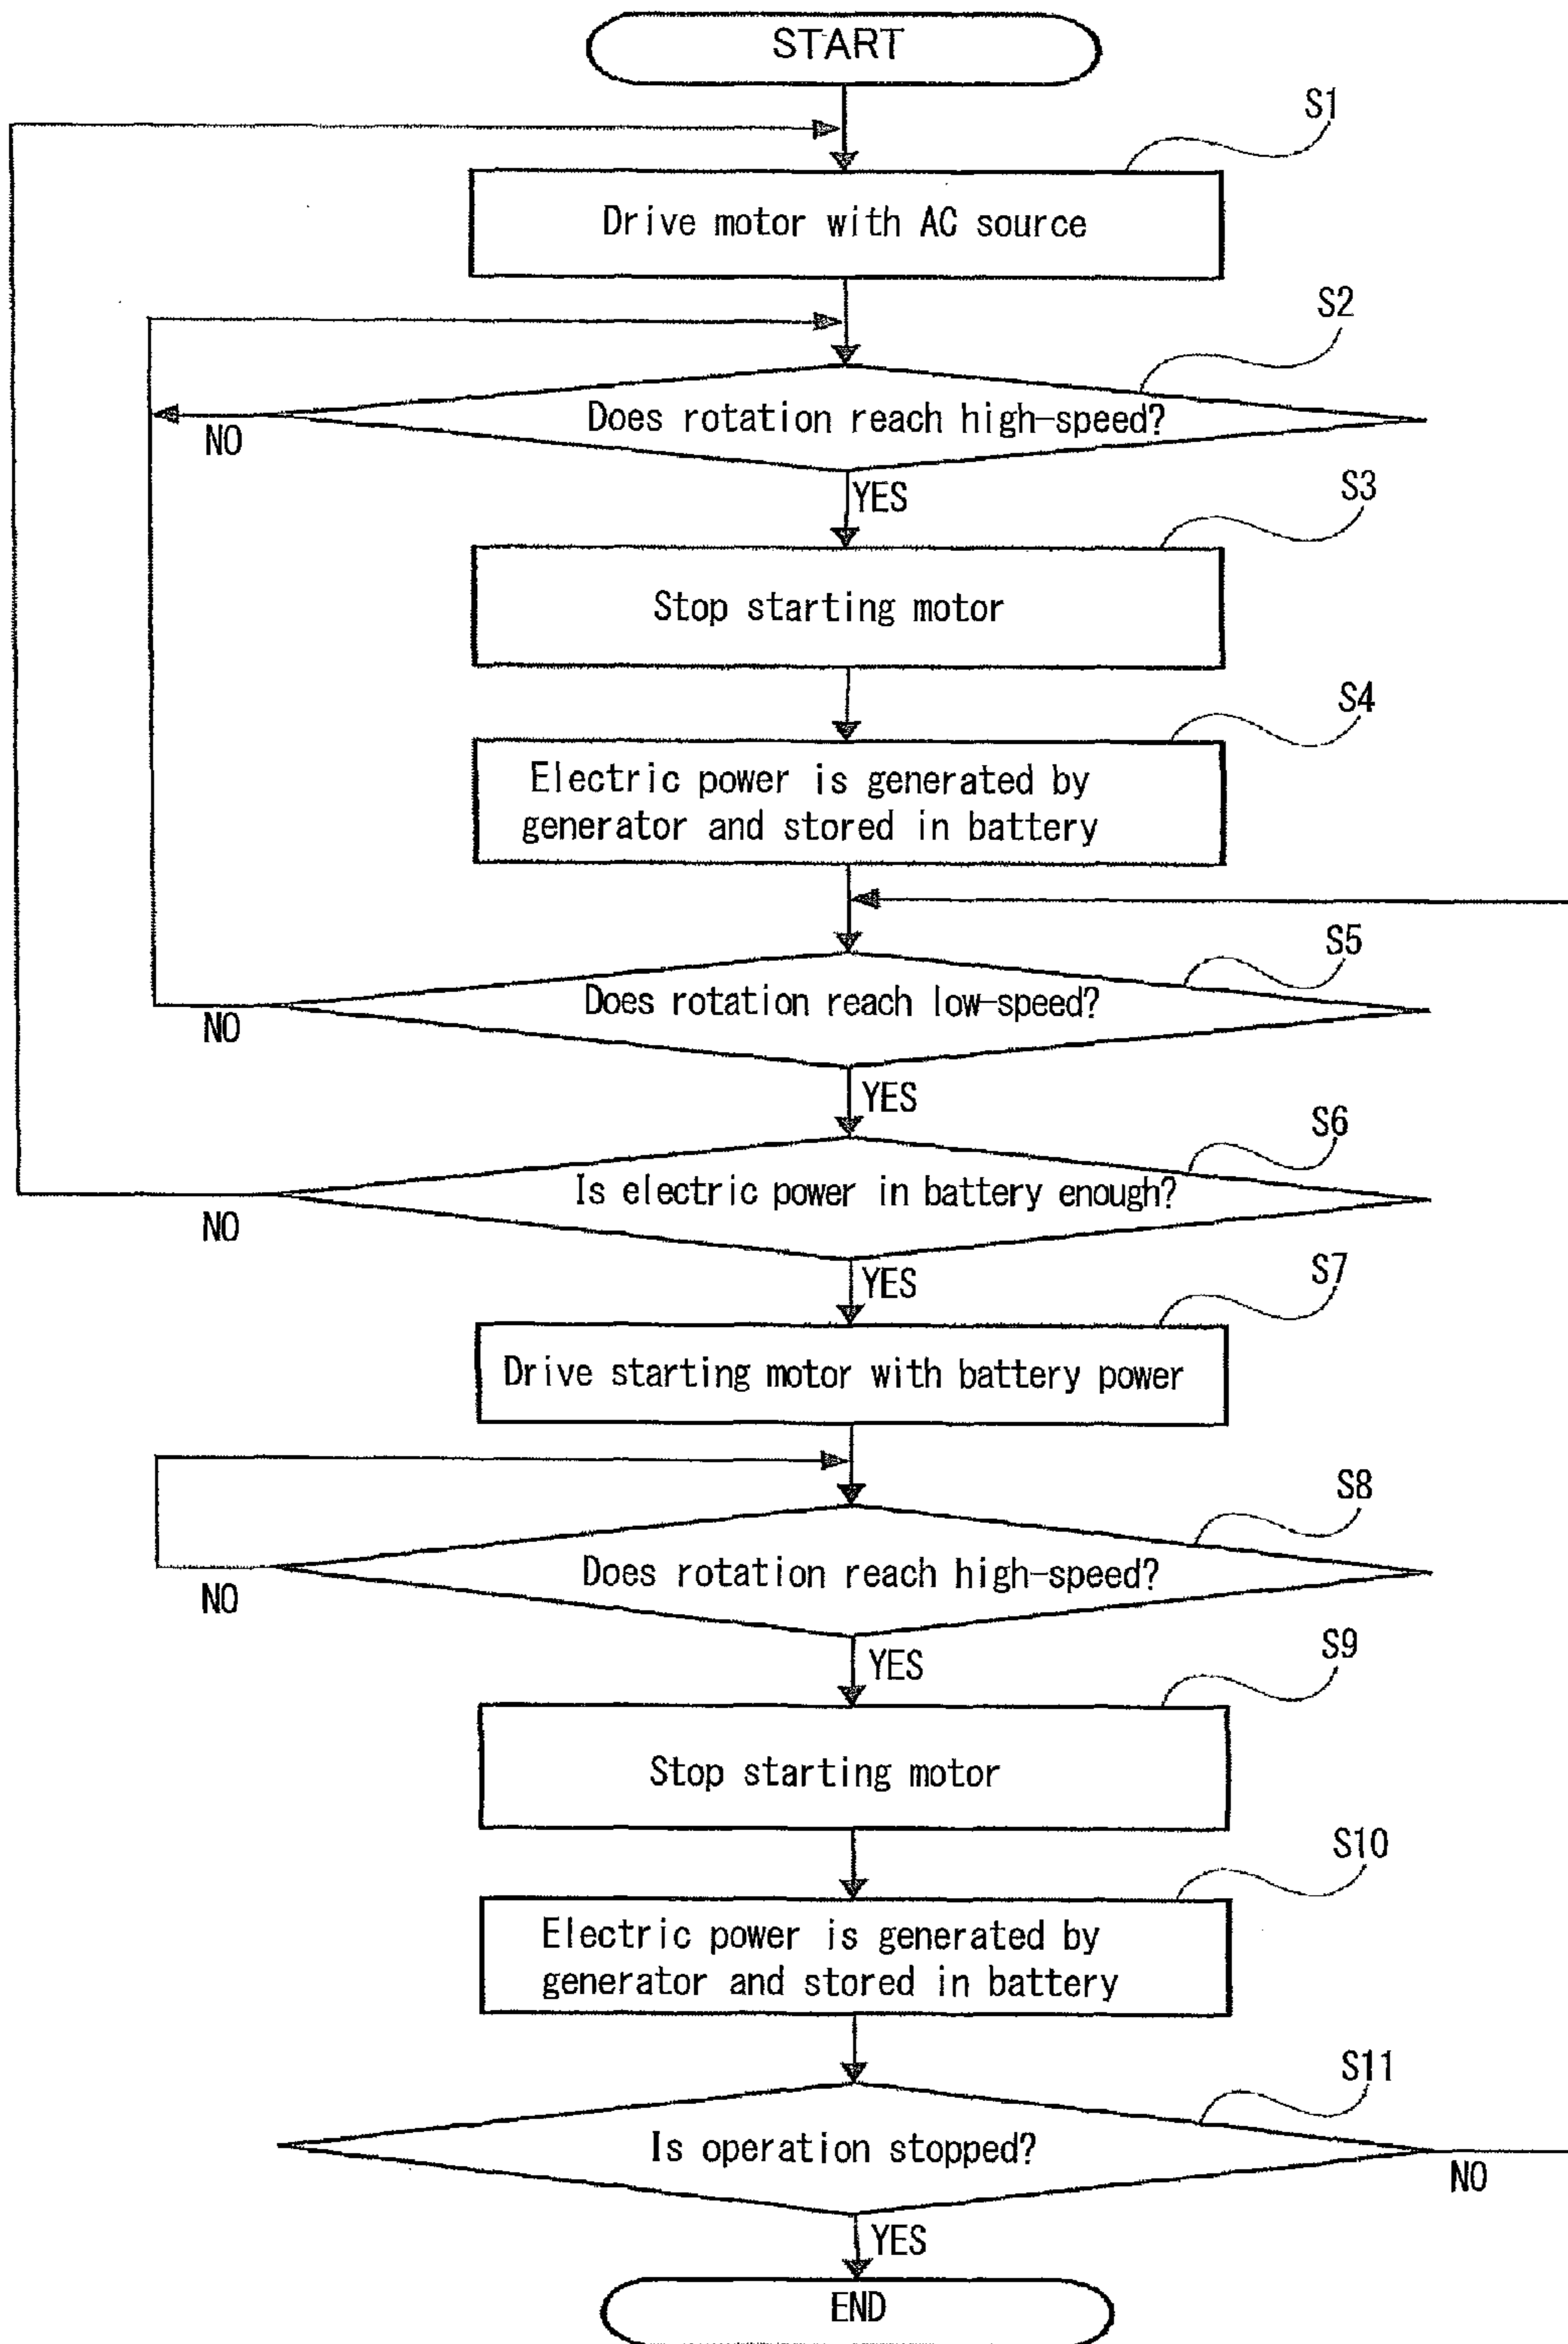 START
S1
Drive motor with AC source
S2
Does rotation reach high-speed?
NO
YES
S3
Stop starting motor
S4
Electric power is generated by
generator and stored in battery
S5
Does rotation reach low-speed?
NO
YES
S6
Is electric power in battery enough?
NO
YES
S7
Drive starting motor with battery power
S8
Does rotation reach high-speed?
NO
YES
S9
Stop starting motor
S10
Electric power is generated by
generator and stored in battery
S11
Is operation stopped?
NO
YES
END